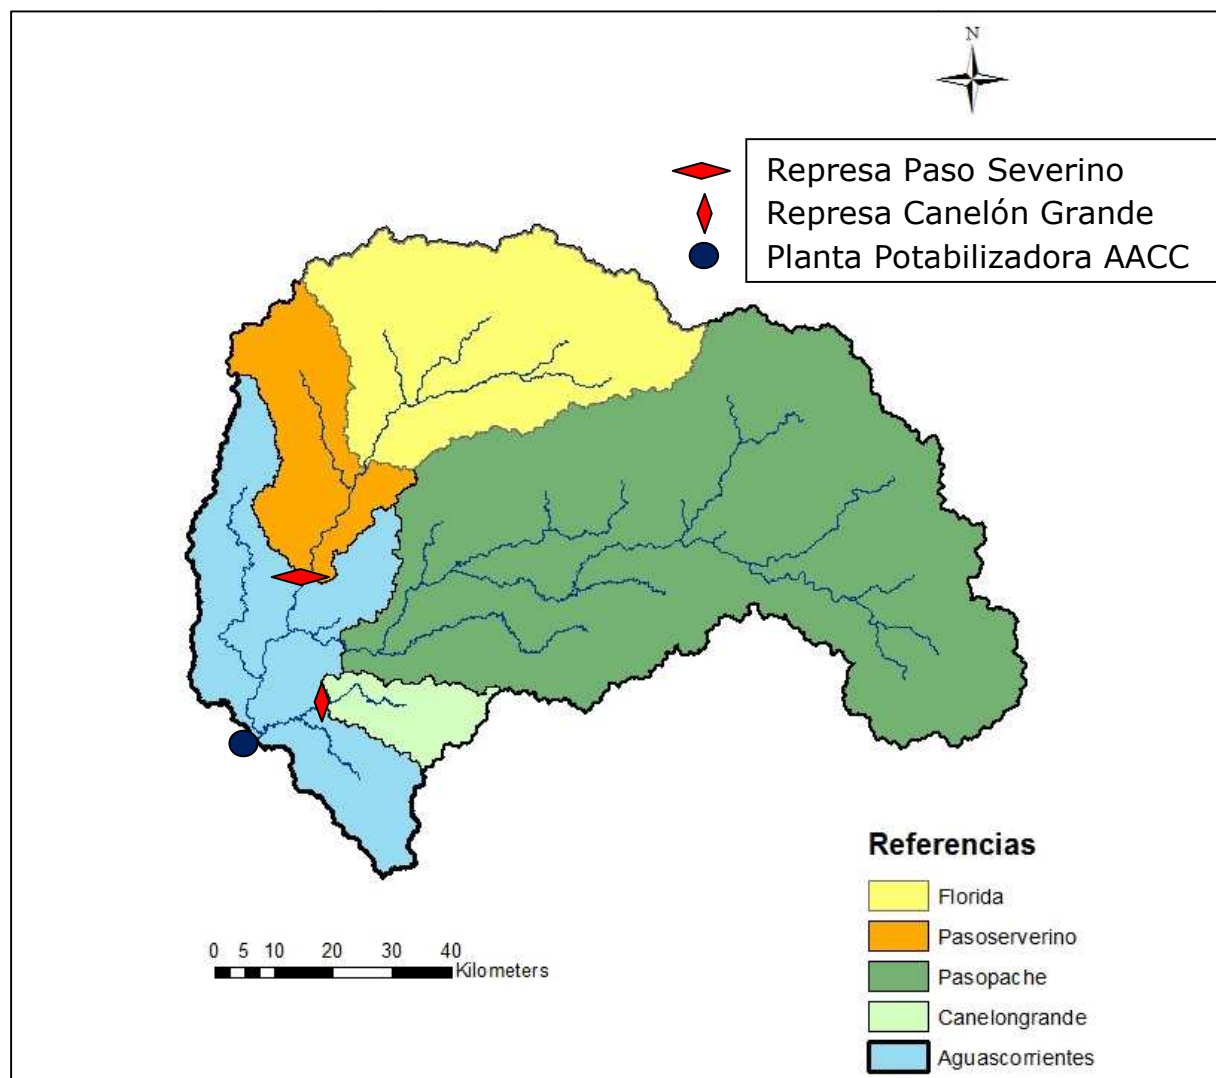 N
Represa Paso Severino
Represa Canelón Grande
Planta Potabilizadora AACC
Referencias
Florida
Pasoserverino
Pasopache
Canelongrande
Aguascorrientes
0 5 10 20 30 40
Kilometers